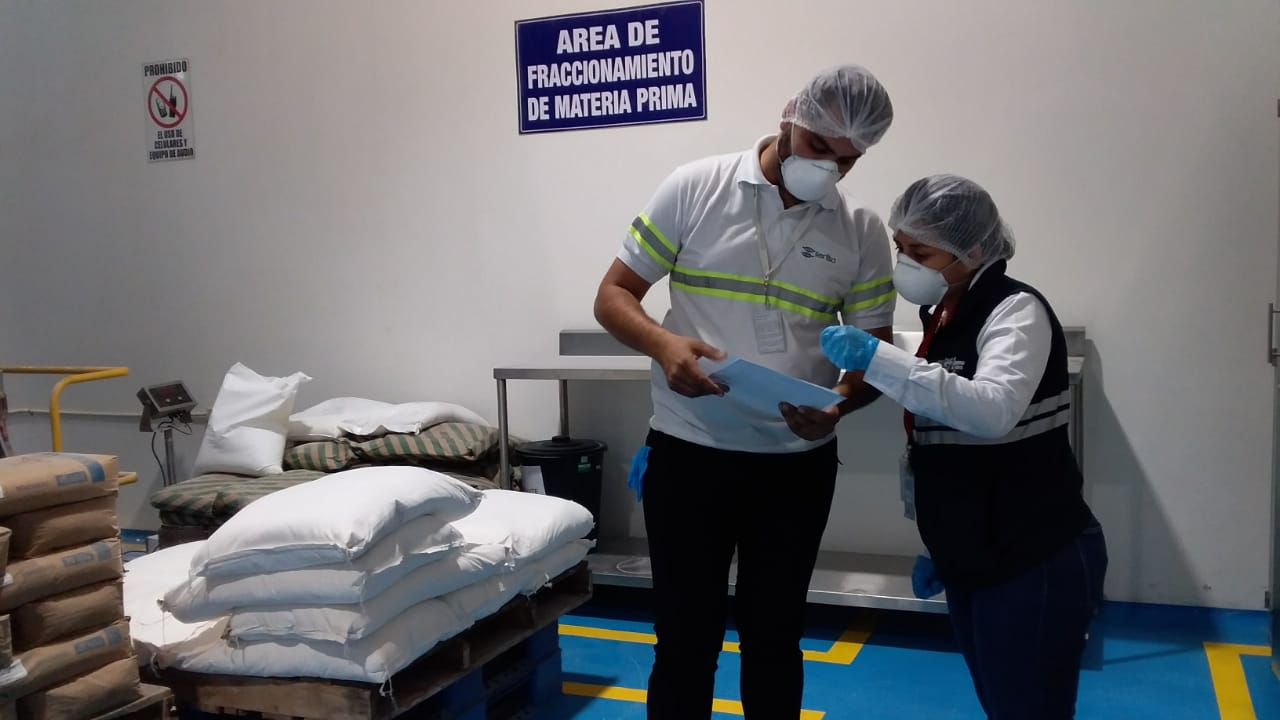 AREA DE
FRACCIONAMIENTO
DE MATERIA PRIMA
PROHIBIDO
EL USO DE
CELULARES Y
EQUIPO DE AUDIO